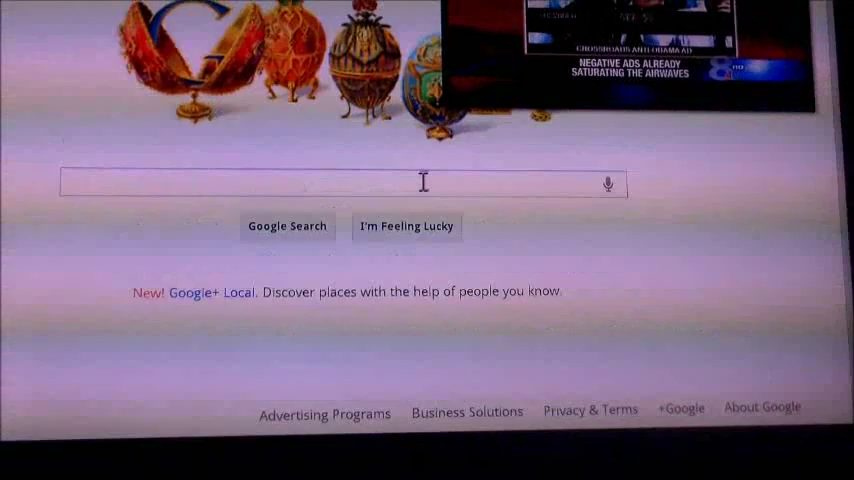 CROSSROADS ANTI OBAMA AD
NEGATIVE ADS ALREADY
SATURATING THE AIRWAVES
8
Google Search
I'm Feeling Lucky
New! Google+ Local. Discover places with the help of people you know.
Advertising Programs
Business Solutions
Privacy & Terms
+Google
About Google